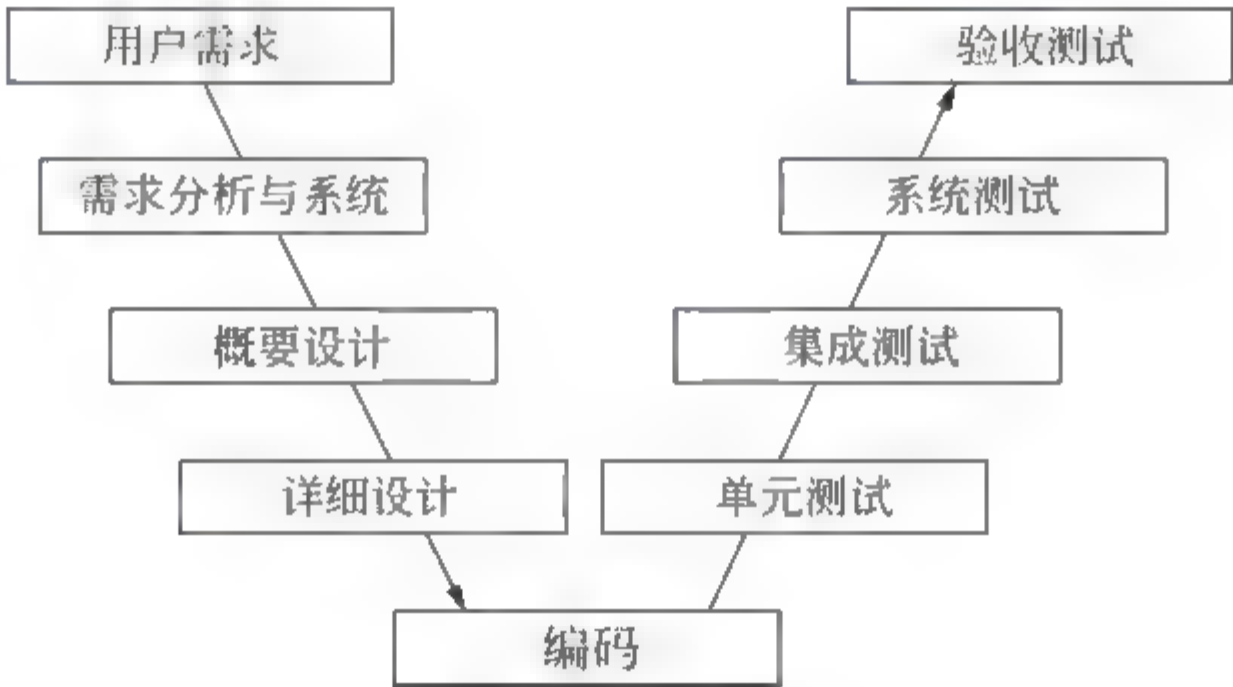 用户需求
验收测试
需求分析与系统
系统测试
概要设计
集成测试
详细设计
单元测试
编码